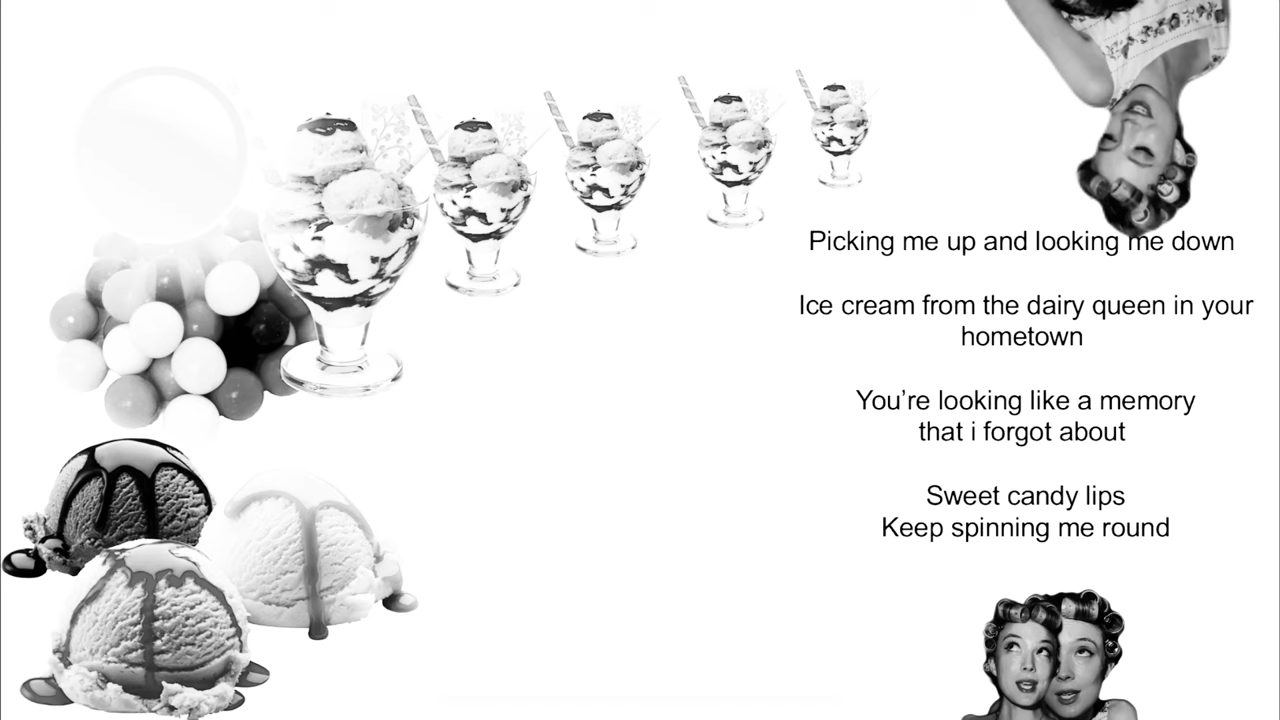 Picking me up and looking me down
Ice cream from the dairy queen in your
hometown
You’re looking like a memory
that i forgot about
Sweet candy lips
Keep spinning me round